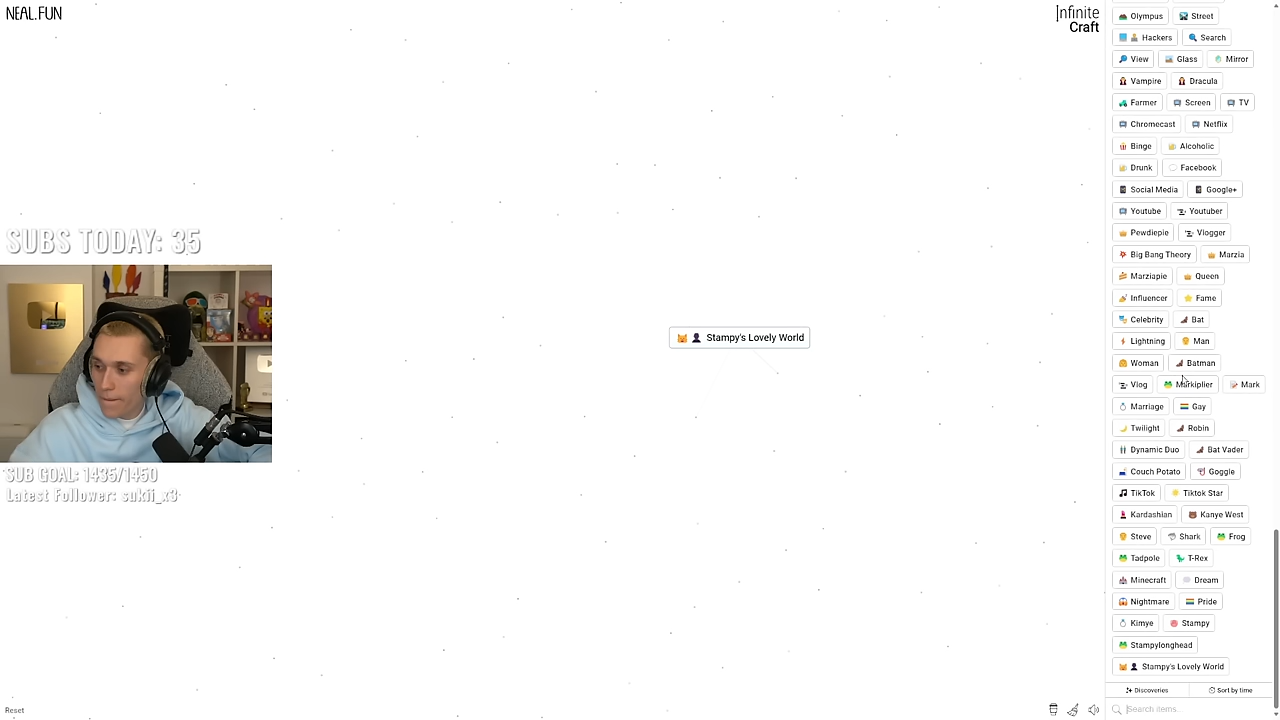 NEAL.FUN
Infinite
Craft
Olympus Street
Hackers Search
View Glass Mirror
Vampire Dracula
Farmer Screen TV
Chromecast Netflix
Binge Alcoholic
Drunk Facebook
Social Media Google+
Youtube Youtuber
Pewdiepie Vlogger
Big Bang Theory Marzia
Marziapie Queen
Influencer Fame
Celebrity Bat
Lightning Man
Woman Batman
Vlog Markiplier Mark
Marriage Gay
Twilight Robin
Dynamic Duo Bat Vader
Couch Potato Goggle
TikTok Tiktok Star
Kardashian Kanye West
Steve Shark Frog
Tadpole T-Rex
Minecraft Dream
Nightmare Pride
Kimye Stampy
Stampylonghead
Stampy's Lovely World
Discoveries Sort by time
Search items...
Stampy's Lovely World
SUBS TODAY: 35
SUB GOAL: 1435/1450
Latest Follower: sukii_x3
Reset